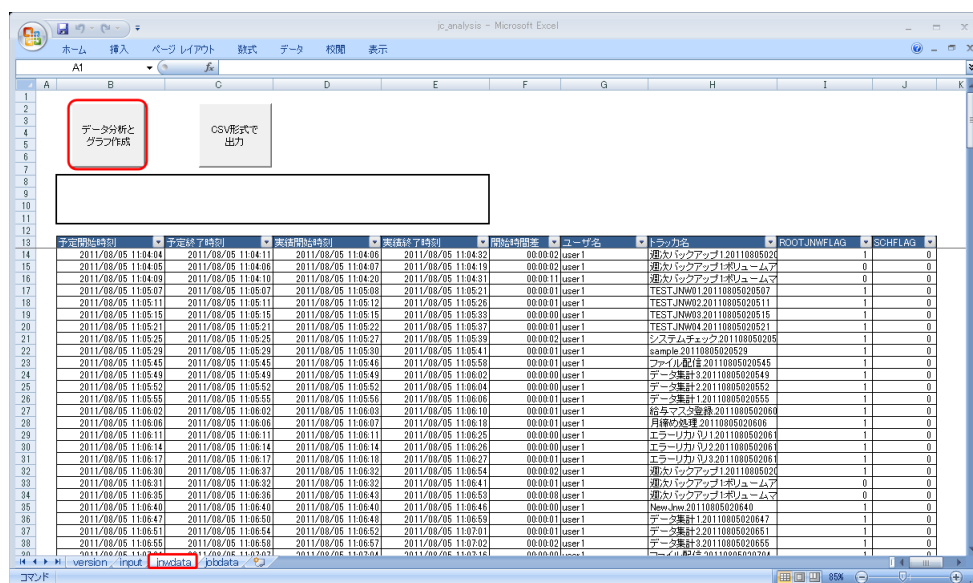 jc_analysis - Microsoft Excel
ホーム 挿入 ページ レイアウト 数式 データ 校閲 表示
A1 fx
A B C D E F G H I J K
1
2
3
4
5
6
7
データ分析と
グラフ作成
CSV形式で
出力
8
9
10
11
12
13 予定開始時刻 予定終了時刻 実績開始時刻 実績終了時刻 開始時間差 ユーザ名 トラッカ名 ROOTJNWFLAG SCHFLAG
14 2011/08/05 11:04:04 2011/08/05 11:04:11 2011/08/05 11:04:06 2011/08/05 11:04:32 00:00:02 user1 週次バックアップ1.2011080502 1 0
15 2011/08/05 11:04:05 2011/08/05 11:04:06 2011/08/05 11:04:07 2011/08/05 11:04:19 00:00:02 user1 週次バックアップ1:ボリュームア 0 0
16 2011/08/05 11:04:09 2011/08/05 11:04:10 2011/08/05 11:04:20 2011/08/05 11:04:31 00:00:11 user1 週次バックアップ1:ボリュームマ 0 0
17 2011/08/05 11:05:07 2011/08/05 11:05:07 2011/08/05 11:05:08 2011/08/05 11:05:21 00:00:01 user1 TESTJNW01.20110805020507 1 0
18 2011/08/05 11:05:11 2011/08/05 11:05:11 2011/08/05 11:05:12 2011/08/05 11:05:26 00:00:01 user1 TESTJNW02.20110805020511 1 0
19 2011/08/05 11:05:15 2011/08/05 11:05:15 2011/08/05 11:05:15 2011/08/05 11:05:33 00:00:00 user1 TESTJNW03.20110805020515 1 0
20 2011/08/05 11:05:21 2011/08/05 11:05:21 2011/08/05 11:05:22 2011/08/05 11:05:37 00:00:01 user1 TESTJNW04.20110805020521 1 0
21 2011/08/05 11:05:25 2011/08/05 11:05:25 2011/08/05 11:05:27 2011/08/05 11:05:39 00:00:02 user1 システムチェック.201108050205 1 0
22 2011/08/05 11:05:29 2011/08/05 11:05:29 2011/08/05 11:05:30 2011/08/05 11:05:41 00:00:01 user1 sample.20110805020529 1 0
23 2011/08/05 11:05:45 2011/08/05 11:05:45 2011/08/05 11:05:46 2011/08/05 11:05:58 00:00:01 user1 ファイル配信.20110805020545 1 0
24 2011/08/05 11:05:49 2011/08/05 11:05:49 2011/08/05 11:05:49 2011/08/05 11:06:02 00:00:00 user1 データ集計3.20110805020549 1 0
25 2011/08/05 11:05:52 2011/08/05 11:05:52 2011/08/05 11:05:52 2011/08/05 11:06:04 00:00:00 user1 データ集計2.20110805020552 1 0
26 2011/08/05 11:05:55 2011/08/05 11:05:55 2011/08/05 11:05:56 2011/08/05 11:06:06 00:00:01 user1 データ集計1.20110805020555 1 0
27 2011/08/05 11:06:02 2011/08/05 11:06:02 2011/08/05 11:06:03 2011/08/05 11:06:10 00:00:01 user1 給与マスタ登録.2011080502060 1 0
28 2011/08/05 11:06:06 2011/08/05 11:06:06 2011/08/05 11:06:07 2011/08/05 11:06:18 00:00:01 user1 月締め処理.20110805020606 1 0
29 2011/08/05 11:06:11 2011/08/05 11:06:11 2011/08/05 11:06:11 2011/08/05 11:06:25 00:00:00 user1 エラーリカバリ1.2011080502061 1 0
30 2011/08/05 11:06:14 2011/08/05 11:06:14 2011/08/05 11:06:14 2011/08/05 11:06:26 00:00:00 user1 エラーリカバリ2.2011080502061 1 0
31 2011/08/05 11:06:17 2011/08/05 11:06:17 2011/08/05 11:06:18 2011/08/05 11:06:27 00:00:01 user1 エラーリカバリ3.2011080502061 1 0
32 2011/08/05 11:06:30 2011/08/05 11:06:37 2011/08/05 11:06:32 2011/08/05 11:06:54 00:00:02 user1 週次バックアップ1.2011080502 1 0
33 2011/08/05 11:06:31 2011/08/05 11:06:32 2011/08/05 11:06:32 2011/08/05 11:06:41 00:00:01 user1 週次バックアップ1:ボリュームア 0 0
34 2011/08/05 11:06:35 2011/08/05 11:06:36 2011/08/05 11:06:43 2011/08/05 11:06:53 00:00:08 user1 週次バックアップ1:ボリュームマ 0 0
35 2011/08/05 11:06:40 2011/08/05 11:06:40 2011/08/05 11:06:40 2011/08/05 11:06:46 00:00:00 user1 NewJnw.20110805020640 1 0
36 2011/08/05 11:06:47 2011/08/05 11:06:50 2011/08/05 11:06:48 2011/08/05 11:06:59 00:00:01 user1 データ集計1.20110805020647 1 0
37 2011/08/05 11:06:51 2011/08/05 11:06:54 2011/08/05 11:06:52 2011/08/05 11:07:01 00:00:01 user1 データ集計2.20110805020651 1 0
38 2011/08/05 11:06:55 2011/08/05 11:06:58 2011/08/05 11:06:57 2011/08/05 11:07:02 00:00:02 user1 データ集計3.20110805020655 1 0
version input jnwdata jobdata
コマンド 85%